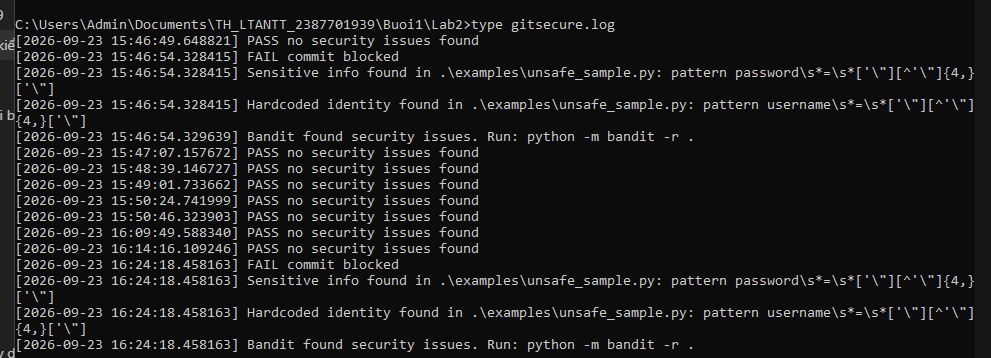 C:\Users\Admin\Documents\TH_LTANTT_2387701939\Buoi1\Lab2>type gitsecure.log
[2026-09-23 15:46:49.648821] PASS no security issues found
[2026-09-23 15:46:54.328415] FAIL commit blocked
[2026-09-23 15:46:54.328415] Sensitive info found in .\examples\unsafe_sample.py: pattern password\s*=\s*['\"][^'\"]{4,}
['\"]
[2026-09-23 15:46:54.328415] Hardcoded identity found in .\examples\unsafe_sample.py: pattern username\s*=\s*['\"][^'\"]
{4,}['\"]
[2026-09-23 15:46:54.329639] Bandit found security issues. Run: python -m bandit -r .
[2026-09-23 15:47:07.157672] PASS no security issues found
[2026-09-23 15:48:39.146727] PASS no security issues found
[2026-09-23 15:49:01.733662] PASS no security issues found
[2026-09-23 15:50:24.741999] PASS no security issues found
[2026-09-23 15:50:46.323903] PASS no security issues found
[2026-09-23 16:09:49.588340] PASS no security issues found
[2026-09-23 16:14:16.109246] PASS no security issues found
[2026-09-23 16:24:18.458163] FAIL commit blocked
[2026-09-23 16:24:18.458163] Sensitive info found in .\examples\unsafe_sample.py: pattern password\s*=\s*['\"][^'\"]{4,}
['\"]
[2026-09-23 16:24:18.458163] Hardcoded identity found in .\examples\unsafe_sample.py: pattern username\s*=\s*['\"][^'\"]
{4,}['\"]
[2026-09-23 16:24:18.458163] Bandit found security issues. Run: python -m bandit -r .